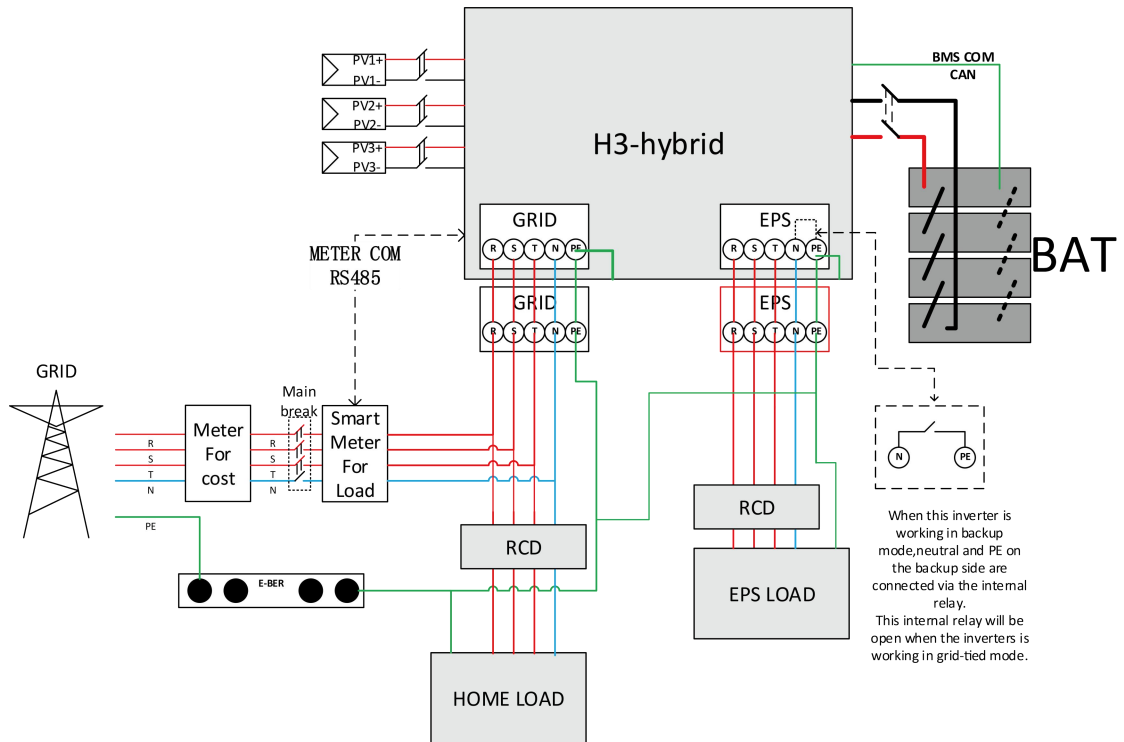 PV1+
PV1-
PV2+
PV2-
PV3+
PV3-
H3-hybrid
BMS COM
CAN
BAT
GRID
R S T N PE
EPS
R S T N PE
METER COM
RS485
GRID
R S T N PE
EPS
R S T N PE
GRID
Meter
For
cost
Main
break
Smart
Meter
For
Load
R
S
T
N
R
S
T
N
PE
E-BER
RCD
HOME LOAD
RCD
EPS LOAD
N
PE
When this inverter is
working in backup
mode,neutral and PE on
the backup side are
connected via the internal
relay.
This internal relay will be
open when the inverters is
working in grid-tied mode.